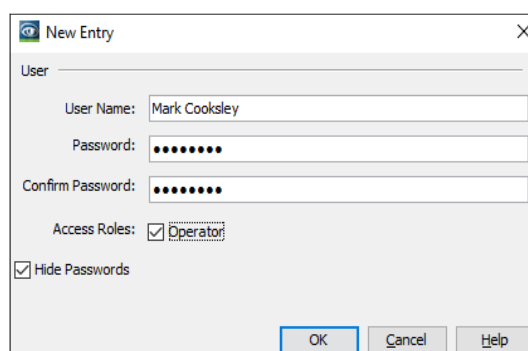 New Entry
User
User Name: Mark Cooksley
Password: ●●●●●●●●
Confirm Password: ●●●●●●●●
Access Roles: Operator
Hide Passwords
OK Cancel Help